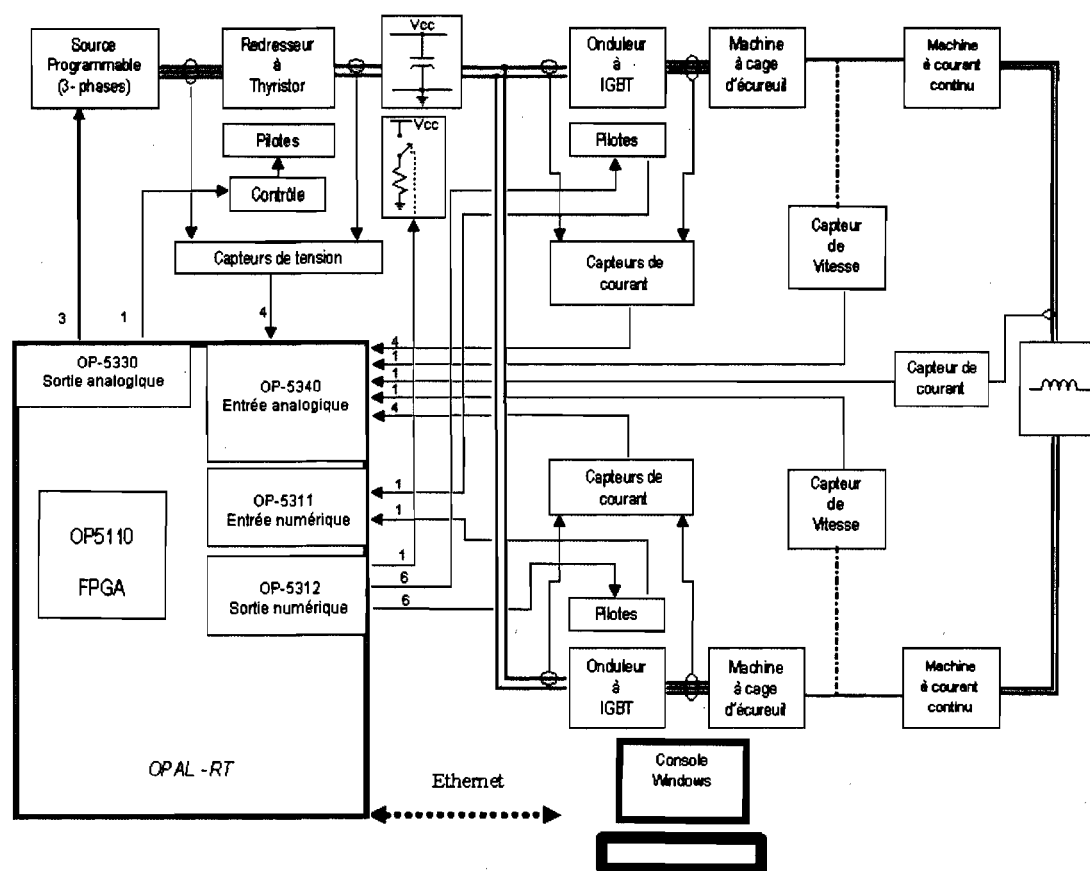 Source
Programmable
(3- phases)
Redresseur
à
Thyristor
Vcc
Onduleur
à
IGBT
Machine
à cage
d'écureuil
Machine
à courant
continu
Vcc
Pilotes
Pilotes
Contrôle
Capteurs de tension
Capteurs de
courant
Capteur
de
Vitesse
3
1
4
OP-5330
Sortie analogique
OP-5340
Entrée analogique
4
1
1
1
4
Capteur de
courant
OP5110
FPGA
OP-5311
Entrée numérique
1
1
Capteurs de
courant
Capteur
de
Vitesse
OP-5312
Sortie numérique
1
6
6
Pilotes
Onduleur
à
IGBT
Machine
à cage
d'écureuil
Machine
à courant
continu
OPAL -RT
Ethernet
Console
Windows